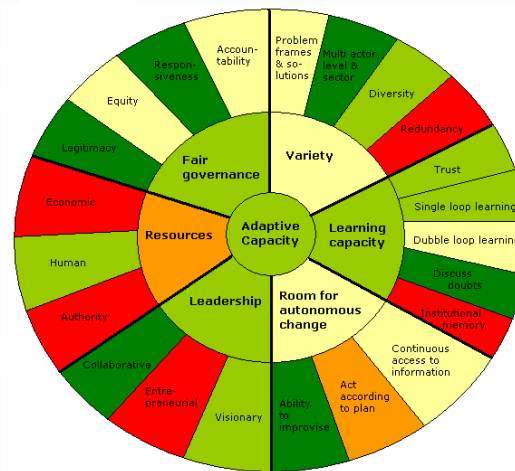 Problem
frames
& so-
lutions
Multi actor,
level &
sector
Diversity
Redundancy
Trust
Single loop learning
Dubble loop learning
Discuss
doubts
Institutional
memory
Continuous
access to
information
Act
according
to plan
Ability
to
improvise
Visionary
Entre-
preneurial
Collaborative
Authority
Human
Economic
Legitimacy
Equity
Respon-
siveness
Accoun-
tability
Variety
Learning
capacity
Room for
autonomous
change
Leadership
Resources
Fair
governance
Adaptive
Capacity